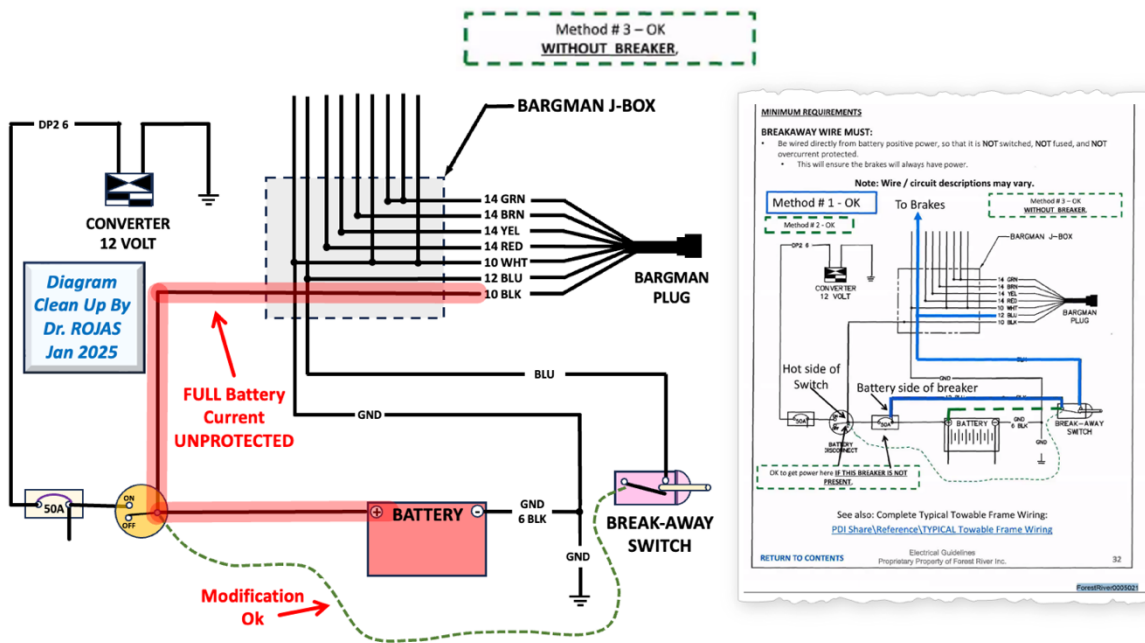 Method # 3 – OK
WITHOUT BREAKER.
BARGMAN J-BOX
DP2 6
CONVERTER
12 VOLT
14 GRN
14 BRN
14 YEL
14 RED
10 WHT
12 BLU
10 BLK
BARGMAN
PLUG
Diagram
Clean Up By
Dr. ROJAS
Jan 2025
FULL Battery
Current
UNPROTECTED
BLU
GND
50A
ON
OFF
+
BATTERY
-
GND
6 BLK
BREAK-AWAY
SWITCH
GND
Modification
Ok
MINIMUM REQUIREMENTS
BREAKAWAY WIRE MUST:
• Be wired directly from battery positive power, so that it is NOT switched, NOT fused, and NOT
overcurrent protected.
• This will ensure the brakes will always have power.
Note: Wire / circuit descriptions may vary.
Method # 1 - OK
To Brakes
Method # 3 – OK
WITHOUT BREAKER.
Method # 2 - OK
DP2 6
BARGMAN J-BOX
CONVERTER
12 VOLT
14 GRN
14 BRN
14 YEL
14 RED
10 WHT
12 BLU
10 BLK
BARGMAN
PLUG
Hot side of
Switch
Battery side of breaker
GND
50A
50A
BATTERY
DISCONNECT
BATTERY
GND
6 BLK
GND
BREAK-AWAY
SWITCH
OK to get power here IF THIS BREAKER IS NOT
PRESENT.
See also: Complete Typical Towable Frame Wiring:
PDI Share\Reference\TYPICAL Towable Frame Wiring
RETURN TO CONTENTS
Electrical Guidelines
Proprietary Property of Forest River Inc.
32
ForestRiver0005021